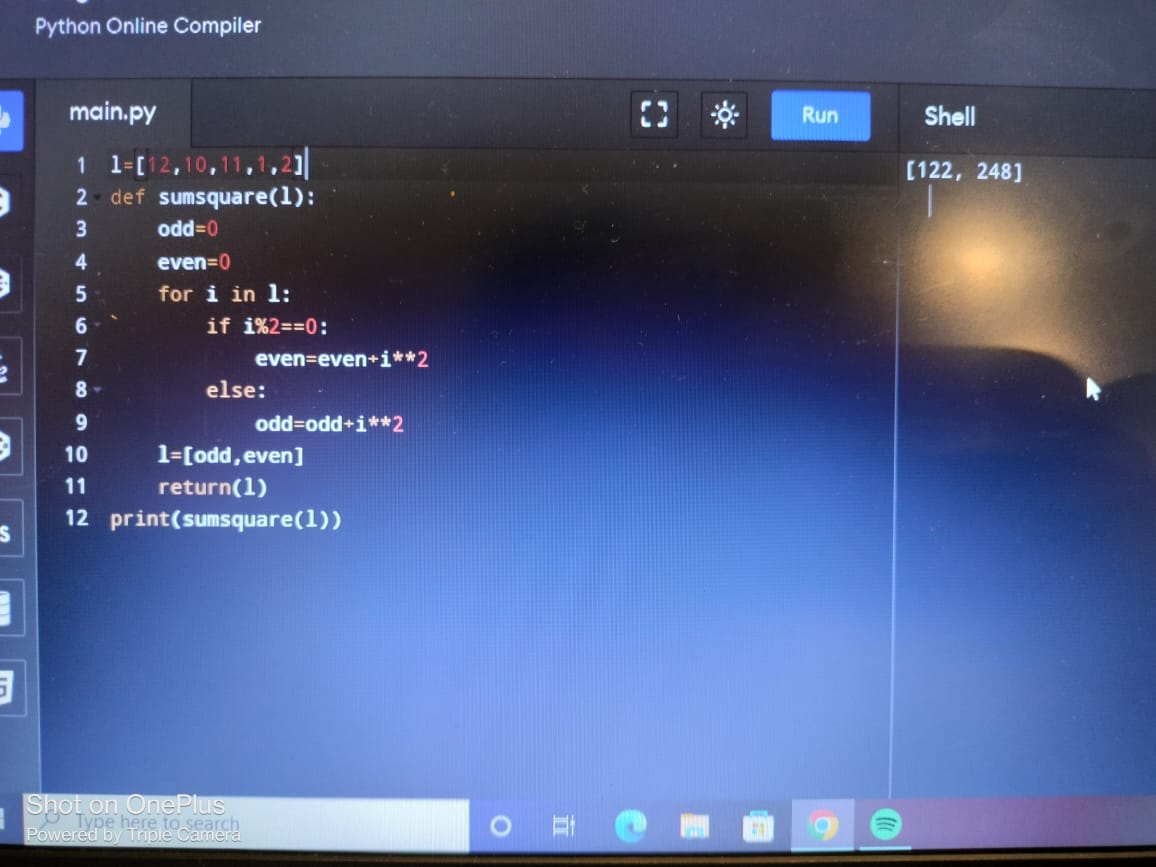 Python Online Compiler
main.py
Run
Shell
1 l=[12,10,11,1,2]
2 def sumsquare(l):
3     odd=0
4     even=0
5     for i in l:
6         if i%2==0:
7             even=even+i**2
8         else:
9             odd=odd+i**2
10     l=[odd,even]
11     return(l)
12 print(sumsquare(l))
[122, 248]
Shot on OnePlus
Type here to search
Powered by Triple Camera